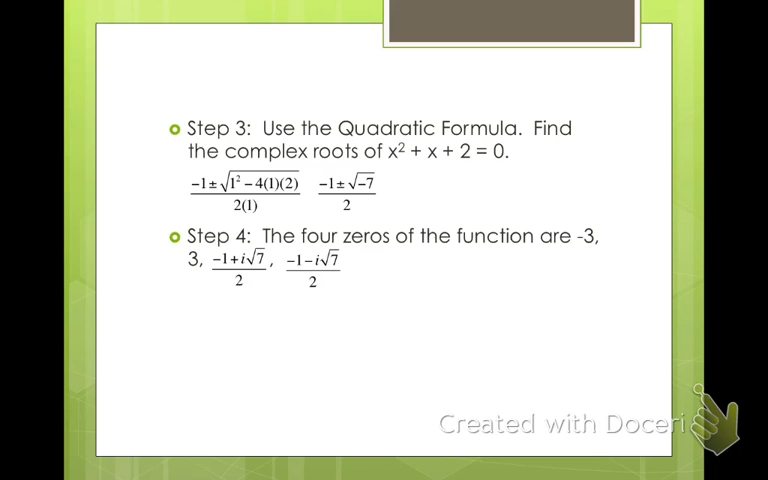 Step 3: Use the Quadratic Formula. Find
the complex roots of x² + x + 2 = 0.
(−1±√(1² − 4(1)(2)))/(2(1)) (−1±√−7)/2
Step 4: The four zeros of the function are -3,
3, (−1+i√7)/2, (−1−i√7)/2
Created with Doceri